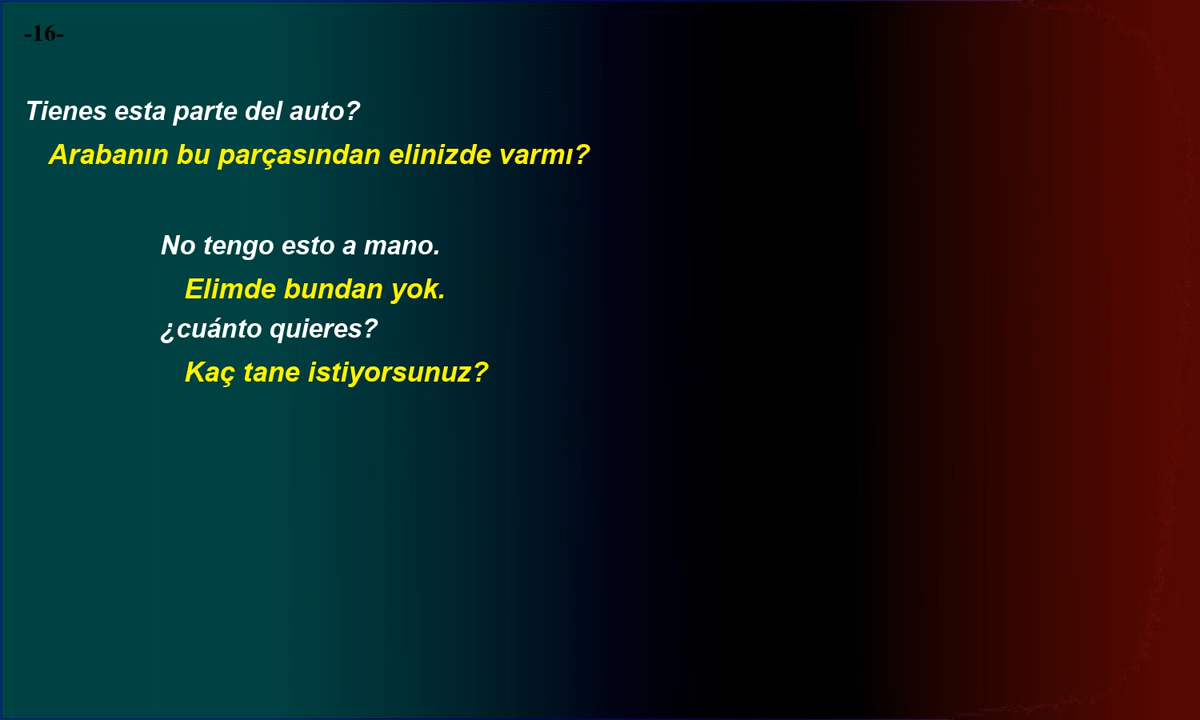 -16-
Tienes esta parte del auto?
Arabanın bu parçasından elinizde varmı?
No tengo esto a mano.
Elimde bundan yok.
¿cuánto quieres?
Kaç tane istiyorsunuz?